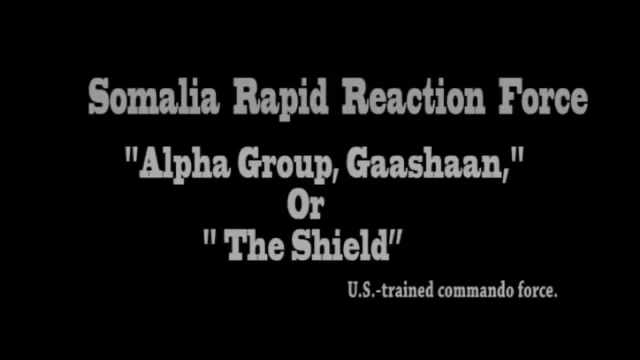 Somalia Rapid Reaction Force
"Alpha Group, Gaashaan,"
Or
" The Shield”
U.S.-trained commando force.